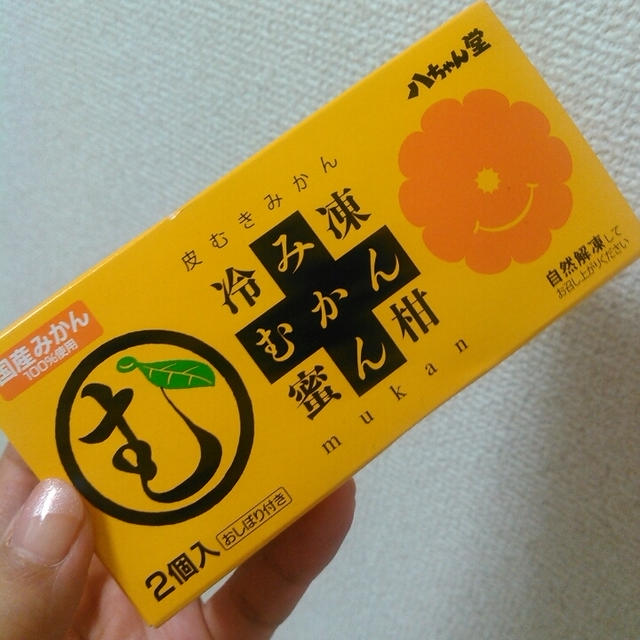 八ちゃん堂
皮むきみかん
冷凍
みかん
むかん
蜜柑
mukan
自然解凍して
お召し上がりください
国産みかん
100%使用
む
2個入
おしぼり付き